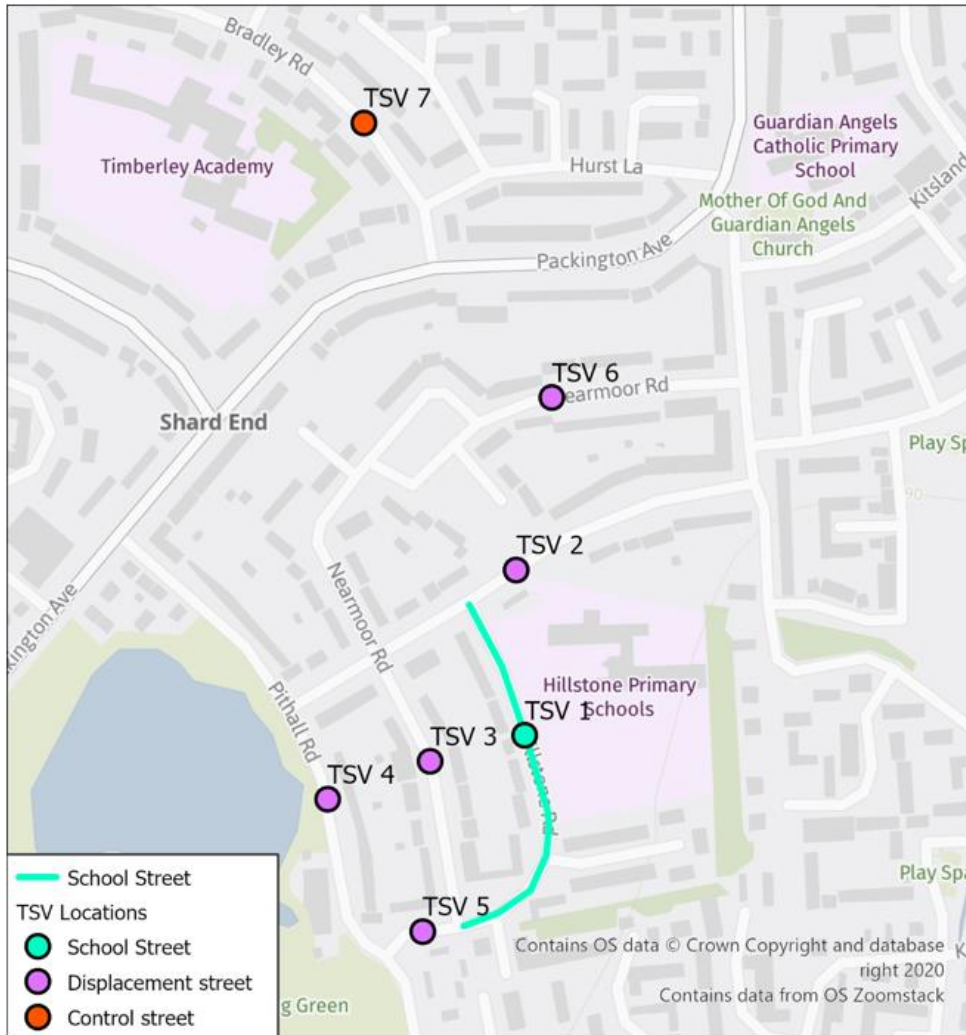 Bradley Rd
TSV 7
Timberley Academy
Hurst La
Guardian Angels
Catholic Primary
School
Kitsland
Mother Of God And
Guardian Angels
Church
Packington Ave
TSV 6
earmoor Rd
Shard End
Play Sp
90
TSV 2
Nearmoor Rd
kington Ave
Pithall Rd
Hillstone Primary
Schools
TSV 1
TSV 3
TSV 4
llstone Rd
Play Spa
TSV 5
School Street
TSV Locations
School Street
Displacement street
Control street
g Green
Contains OS data © Crown Copyright and database
right 2020
Contains data from OS Zoomstack
K